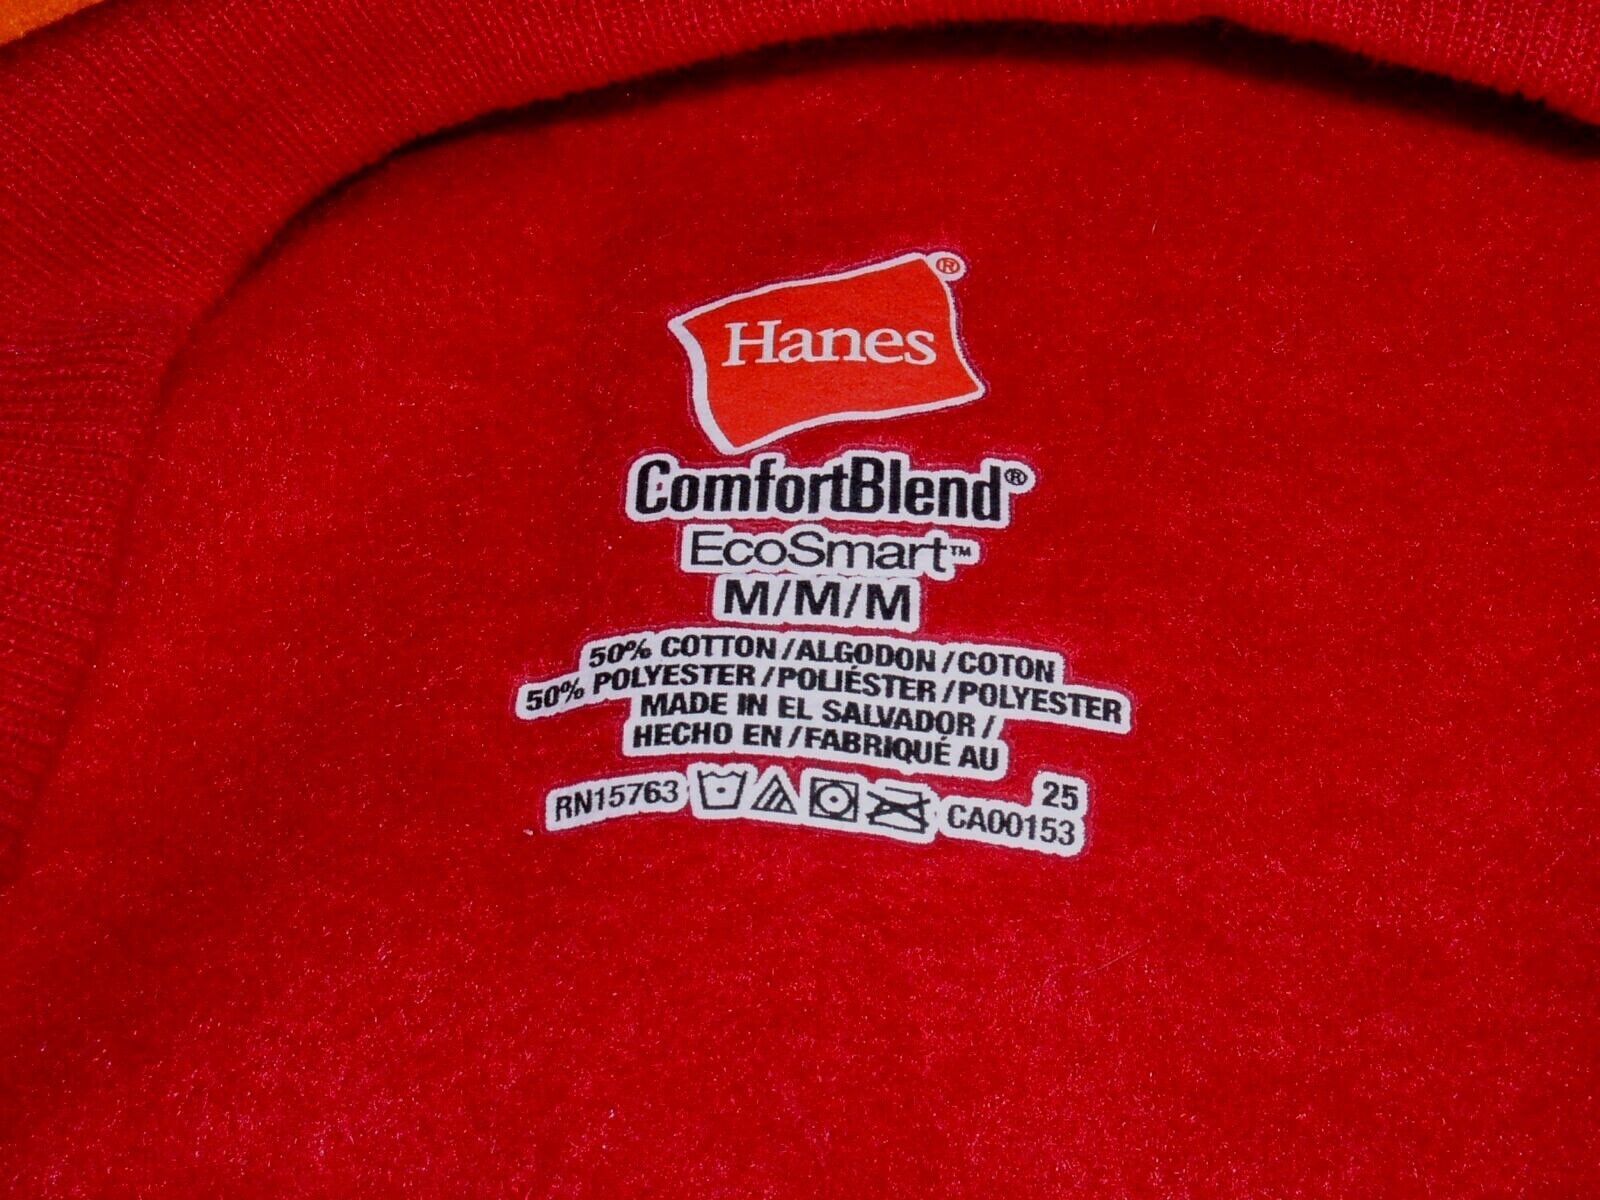 Hanes®
ComfortBlend®
EcoSmart™
M/M/M
50% COTTON/ALGODON/COTON
50% POLYESTER/POLIÉSTER/POLYESTER
MADE IN EL SALVADOR/
HECHO EN/FABRIQUÉ AU
25
RN15763 CA00153